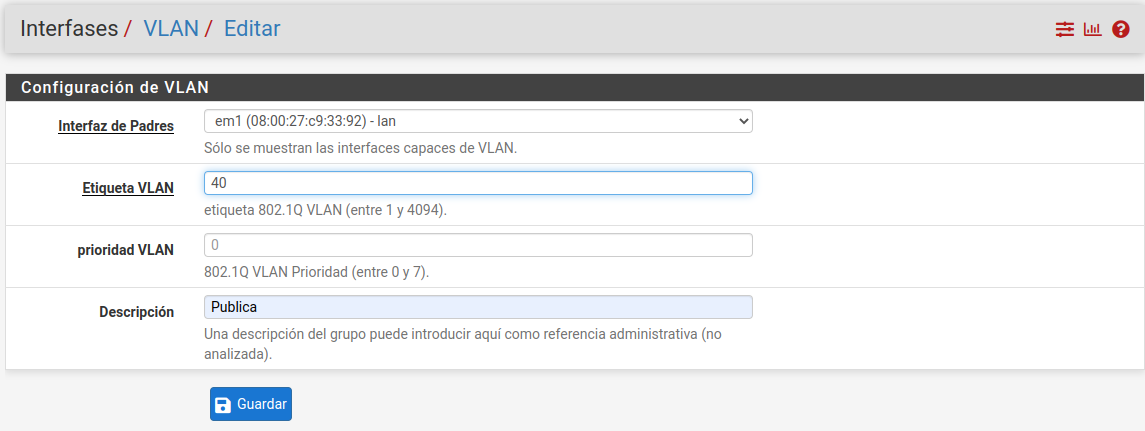 Interfases / VLAN / Editar
Configuración de VLAN
Interfaz de Padres
em1 (08:00:27:c9:33:92) - lan
Sólo se muestran las interfaces capaces de VLAN.
Etiqueta VLAN
40
etiqueta 802.1Q VLAN (entre 1 y 4094).
prioridad VLAN
0
802.1Q VLAN Prioridad (entre 0 y 7).
Descripción
Publica
Una descripción del grupo puede introducir aquí como referencia administrativa (no
analizada).
Guardar